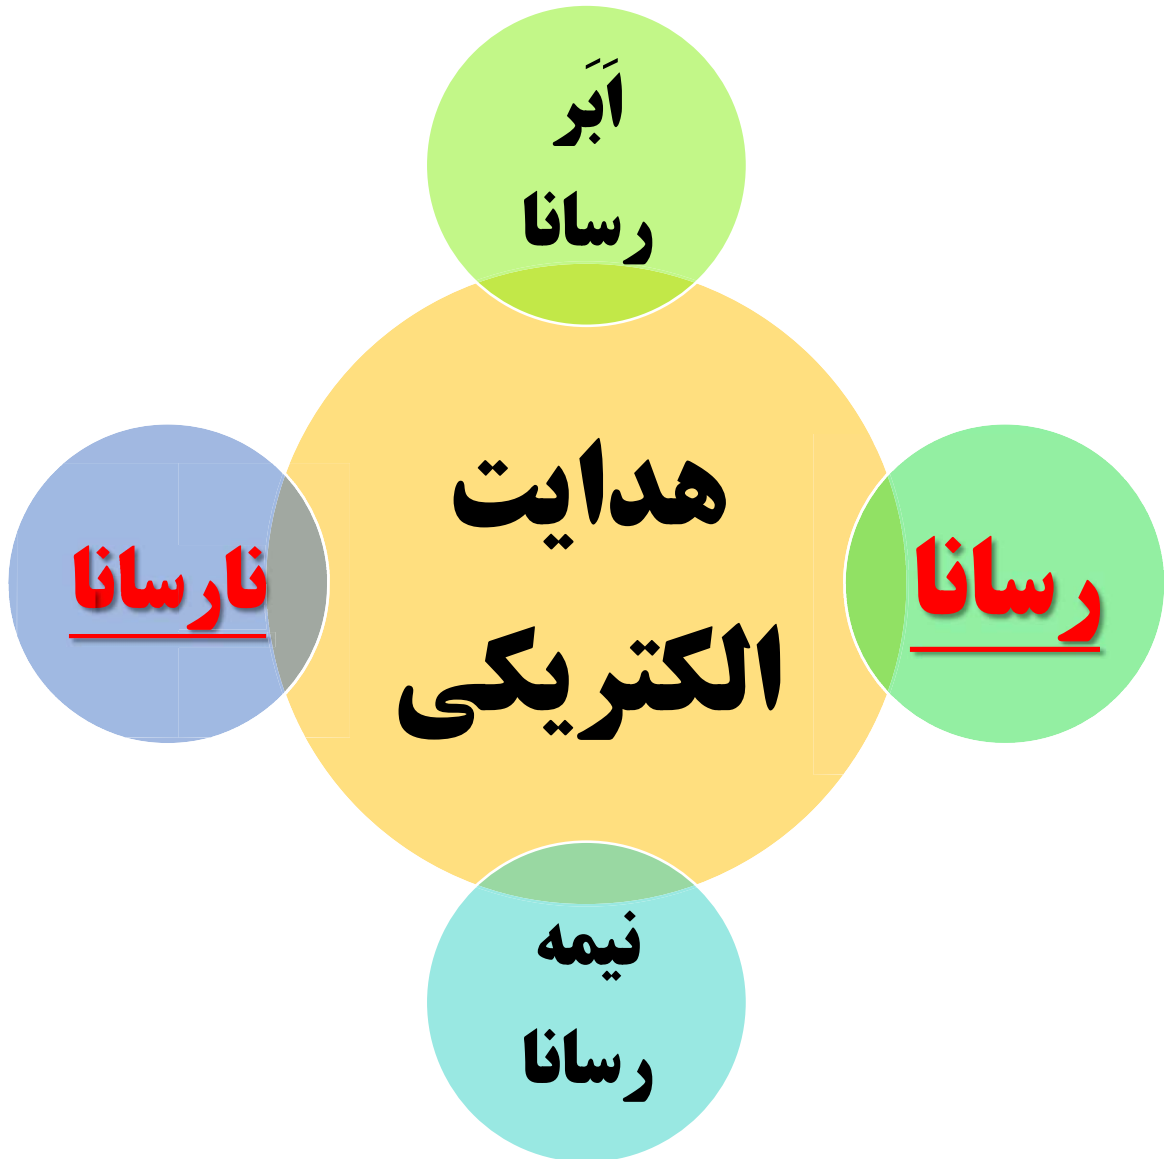 اَبَر
رسانا
هدایت
الکتریکی
رسانا
نارسانا
نیمه
رسانا